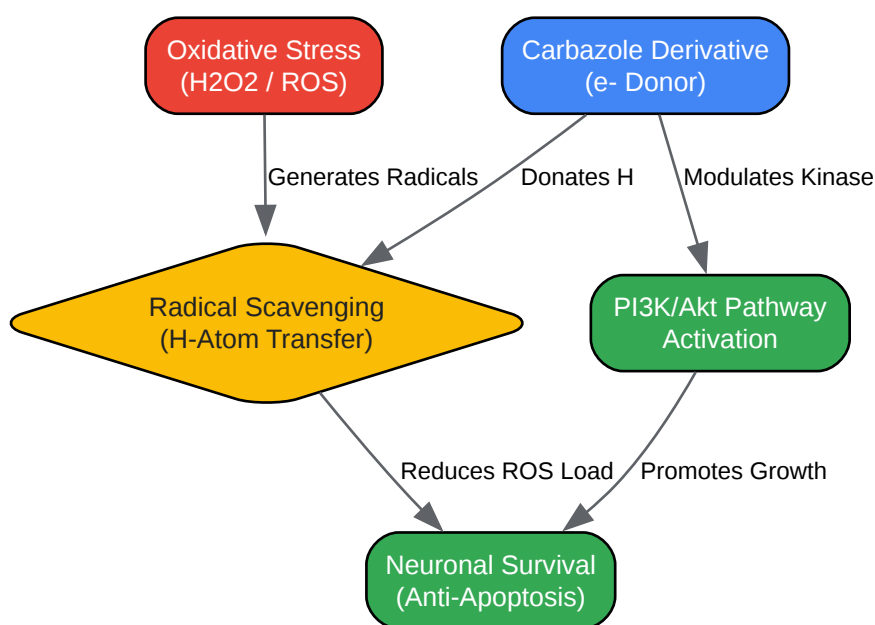 Oxidative Stress
(H2O2 / ROS)
Carbazole Derivative
(e- Donor)
Generates Radicals
Donates H
Modulates Kinase
Radical Scavenging
(H-Atom Transfer)
PI3K/Akt Pathway
Activation
Reduces ROS Load
Promotes Growth
Neuronal Survival
(Anti-Apoptosis)